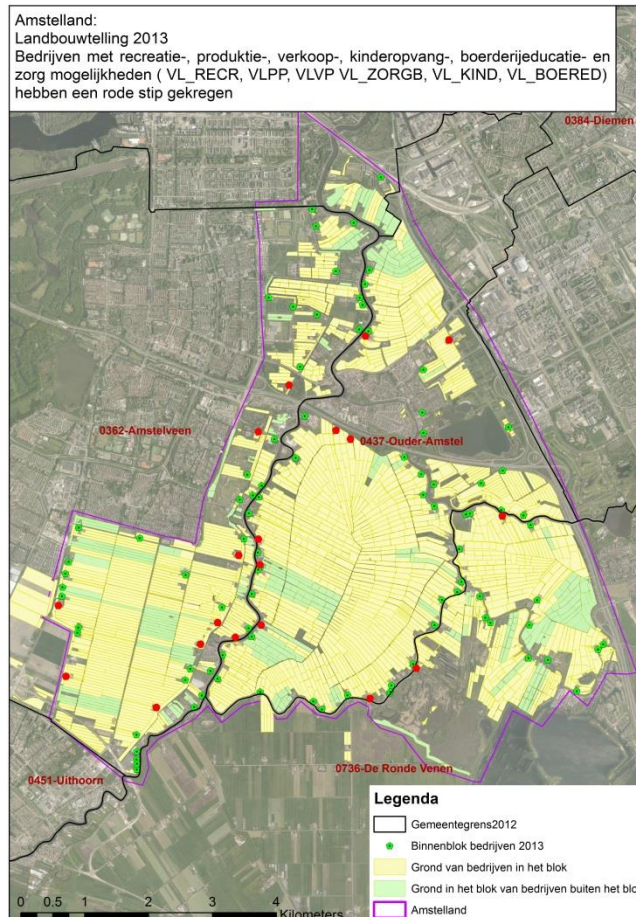 Amstelland:
Landbouwtelling 2013
Bedrijven met recreatie-, produktie-, verkoop-, kinderopvang-, boerderijeducatie- en
zorg mogelijkheden ( VL_RECR, VLPP, VLVP VL_ZORGB, VL_KIND, VL_BOERED)
hebben een rode stip gekregen
0384-Diemen
0362-Amstelveen
0437-Ouder-Amstel
0451-Uithoorn
0736-De Ronde Venen
Legenda
Gemeentegrens2012
Binnenblok bedrijven 2013
Grond van bedrijven in het blok
Grond in het blok van bedrijven buiten het blo
Amstelland
0 0.5 1 2 3 4
Kilometers